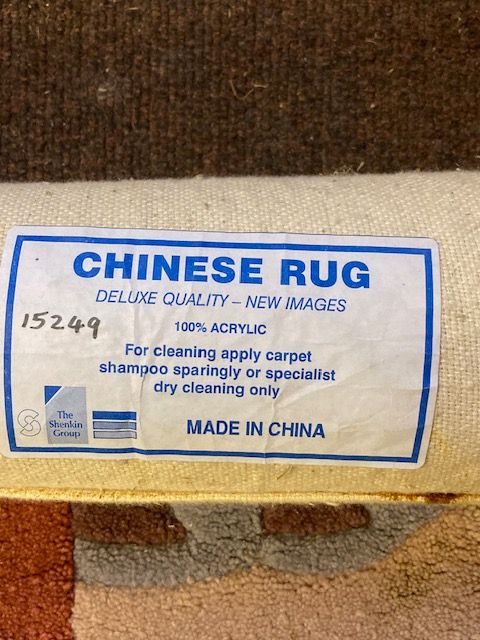 CHINESE RUG
DELUXE QUALITY – NEW IMAGES
15249
100% ACRYLIC
For cleaning apply carpet
shampoo sparingly or specialist
dry cleaning only
The
Shenkin
Group
MADE IN CHINA